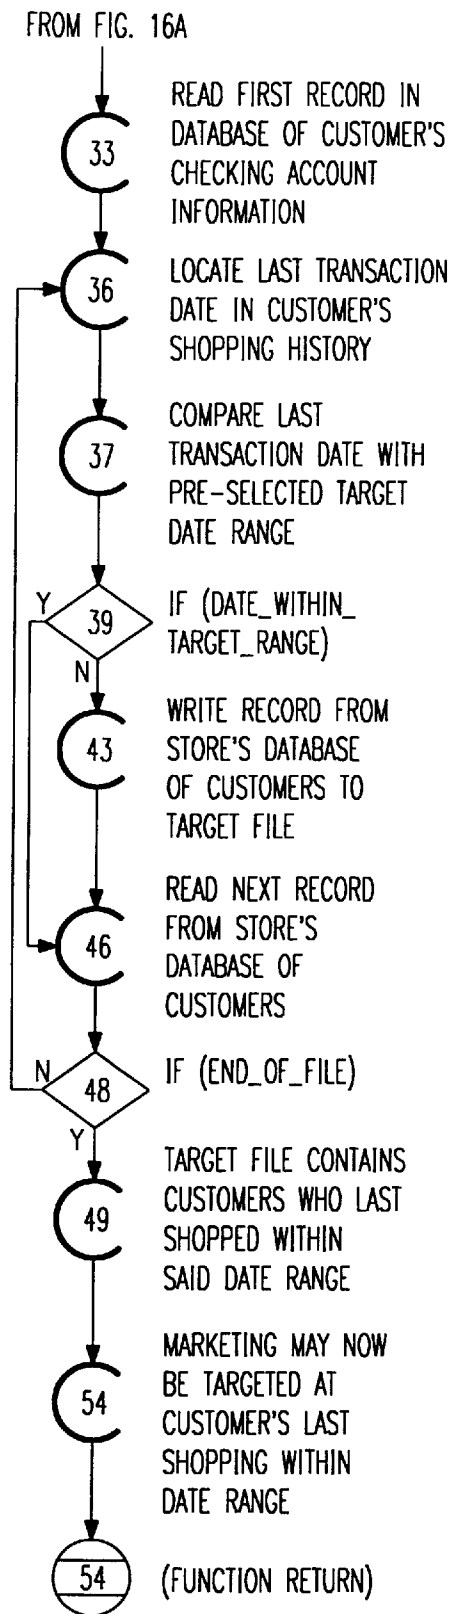 FROM FIG. 16A
33
READ FIRST RECORD IN
DATABASE OF CUSTOMER'S
CHECKING ACCOUNT
INFORMATION
36
LOCATE LAST TRANSACTION
DATE IN CUSTOMER'S
SHOPPING HISTORY
37
COMPARE LAST
TRANSACTION DATE WITH
PRE-SELECTED TARGET
DATE RANGE
Y
39
IF (DATE_WITHIN_
TARGET_RANGE)
N
43
WRITE RECORD FROM
STORE'S DATABASE
OF CUSTOMERS TO
TARGET FILE
46
READ NEXT RECORD
FROM STORE'S
DATABASE OF
CUSTOMERS
N
48
IF (END_OF_FILE)
Y
49
TARGET FILE CONTAINS
CUSTOMERS WHO LAST
SHOPPED WITHIN
SAID DATE RANGE
54
MARKETING MAY NOW
BE TARGETED AT
CUSTOMER'S LAST
SHOPPING WITHIN
DATE RANGE
54
(FUNCTION RETURN)